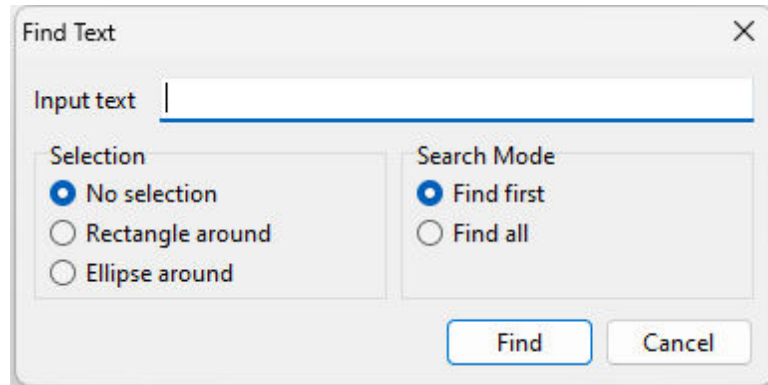 Find Text
Input text
Selection
No selection
Rectangle around
Ellipse around
Search Mode
Find first
Find all
Find
Cancel